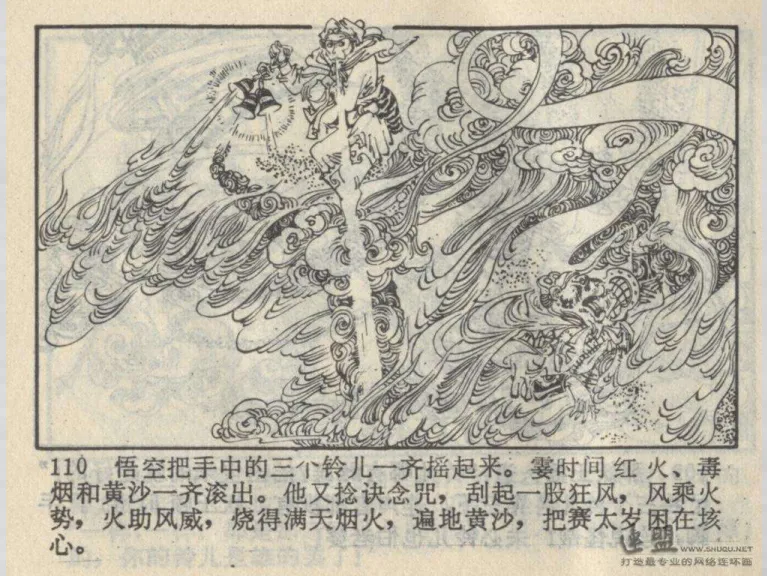 110 悟空把手中的三个铃儿一齐摇起来。霎时间红火、毒
烟和黄沙一齐滚出。他又捻诀念咒，刮起一股狂风，风乘火
势，火助风威，烧得满天烟火，遍地黄沙，把赛太岁困在垓
心。
连盟 WWW.SHUQU.NET
打造最专业的网络连环画